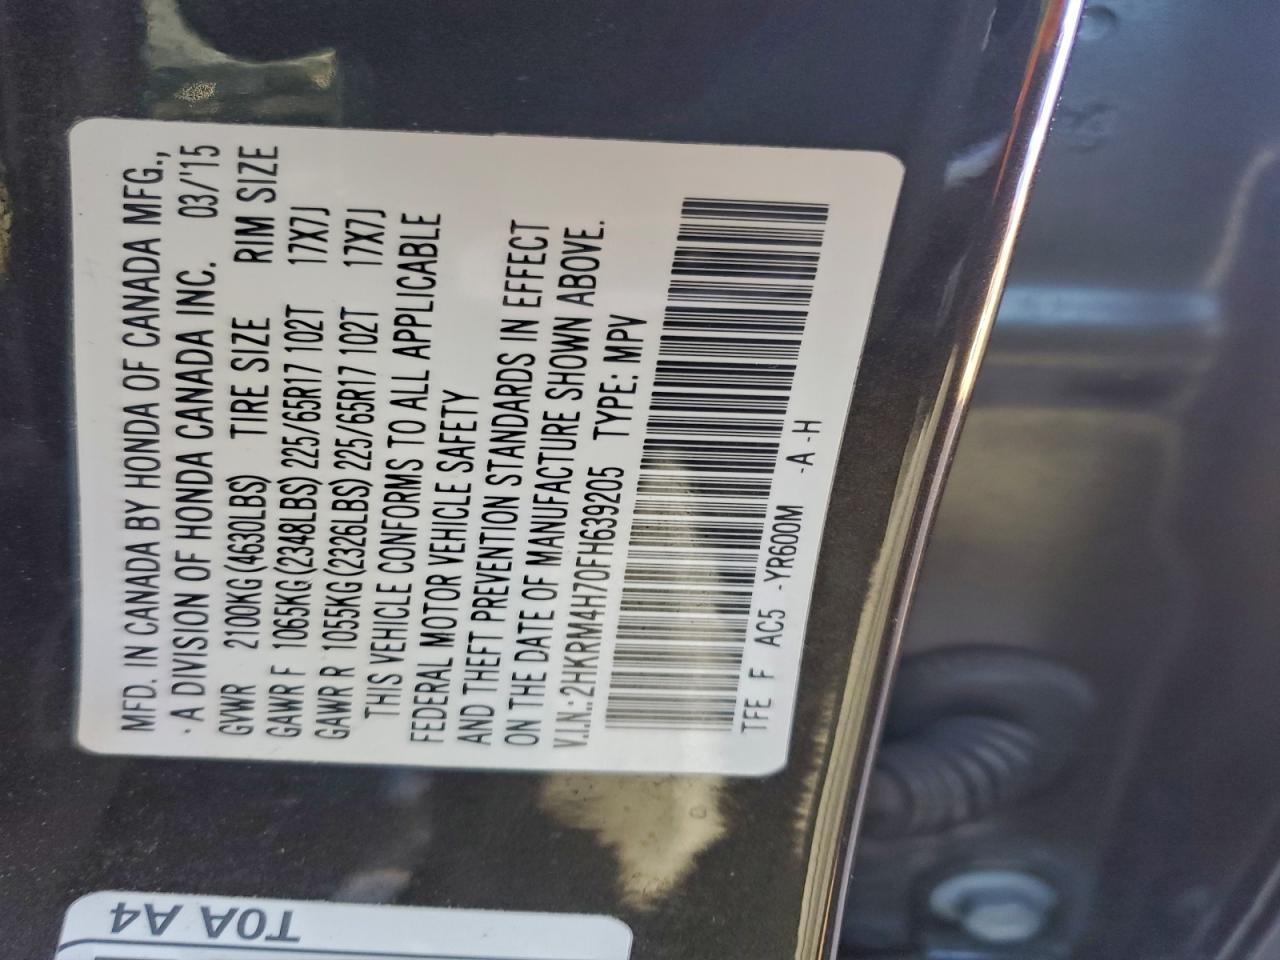 MFD. IN CANADA BY HONDA OF CANADA MFG.,
A DIVISION OF HONDA CANADA INC. 03/'15
GVWR 2100KG(4630LBS) TIRE SIZE RIM SIZE
GAWR F 1065KG(2348LBS)225/65R17 102T 17X7J
GAWR R 1055KG(2326LBS)225/65R17 102T 17X7J
THIS VEHICLE CONFORMS TO ALL APPLICABLE
FEDERAL MOTOR VEHICLE SAFETY
AND THEFT PREVENTION STANDARDS IN EFFECT
ON THE DATE OF MANUFACTURE SHOWN ABOVE.
V.I.N.:2HKRM4H70FH639205 TYPE: MPV
TFE F AC5 -YR600M -A -H
T0A A4